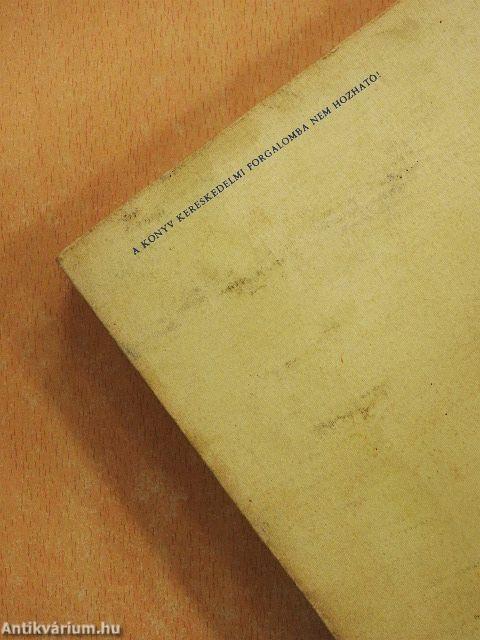 A KÖNYV KERESKEDELMI FORGALOMBA NEM HOZHATÓ!
Antikvárium.hu